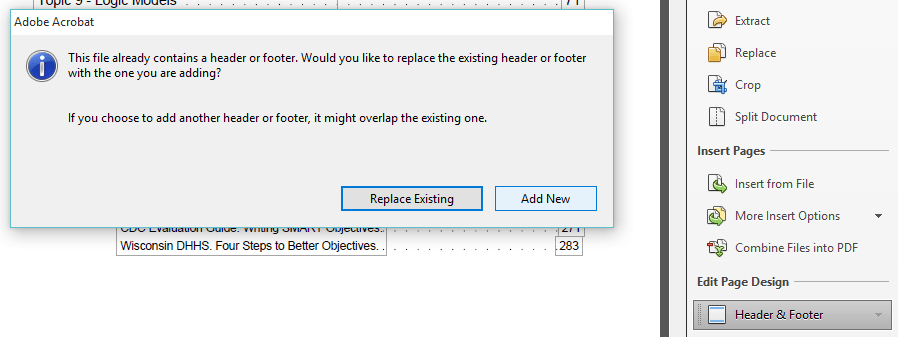 Topic 9 - Logic Models . . . . . . . . . . . . . . . . 71
Adobe Acrobat
This file already contains a header or footer. Would you like to replace the existing header or footer
with the one you are adding?
If you choose to add another header or footer, it might overlap the existing one.
Replace Existing
Add New
CDC Evaluation Guide. Writing SMART Objectives. . . . . . . . . . . . . . . . 271
Wisconsin DHHS. Four Steps to Better Objectives. . . . . . . . . . . . . . . . 283
Extract
Replace
Crop
Split Document
Insert Pages
Insert from File
More Insert Options
Combine Files into PDF
Edit Page Design
Header & Footer